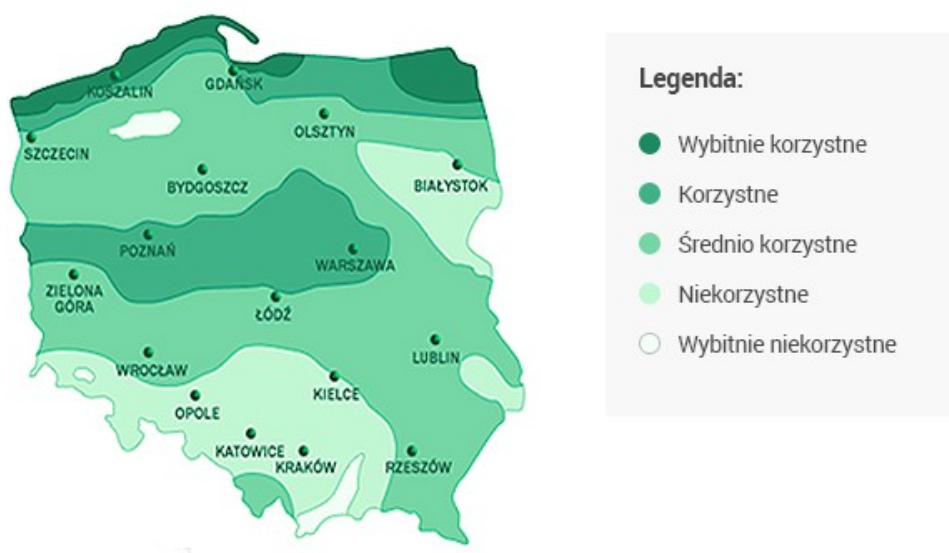 KOSZALIN
GDAŃSK
OLSZTYN
SZCZECIN
BYDGOSZCZ
BIAŁYSTOK
POZNAŃ
WARSZAWA
ZIELONA
GÓRA
ŁÓDŹ
LUBLIN
WROCŁAW
KIELCE
OPOLE
KATOWICE
KRAKÓW
RZESZÓW
Legenda:
Wybitnie korzystne
Korzystne
Średnio korzystne
Niekorzystne
Wybitnie niekorzystne